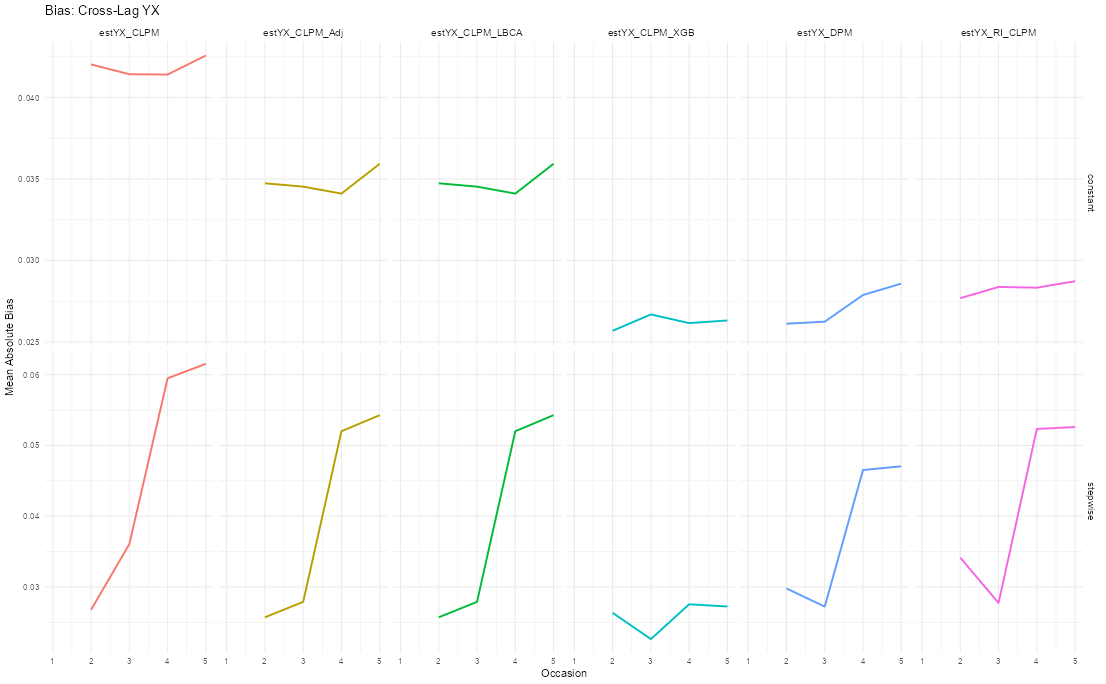 Bias: Cross-Lag YX
estYX_CLPM estYX_CLPM_Adj estYX_CLPM_LBCA estYX_CLPM_XGB estYX_DPM estYX_RI_CLPM
0.040
0.035
0.030
0.025
constant
Mean Absolute Bias
0.06
0.05
0.04
0.03
stepwise
1 2 3 4 5 1 2 3 4 5 1 2 3 4 5 1 2 3 4 5 1 2 3 4 5 1 2 3 4 5
Occasion